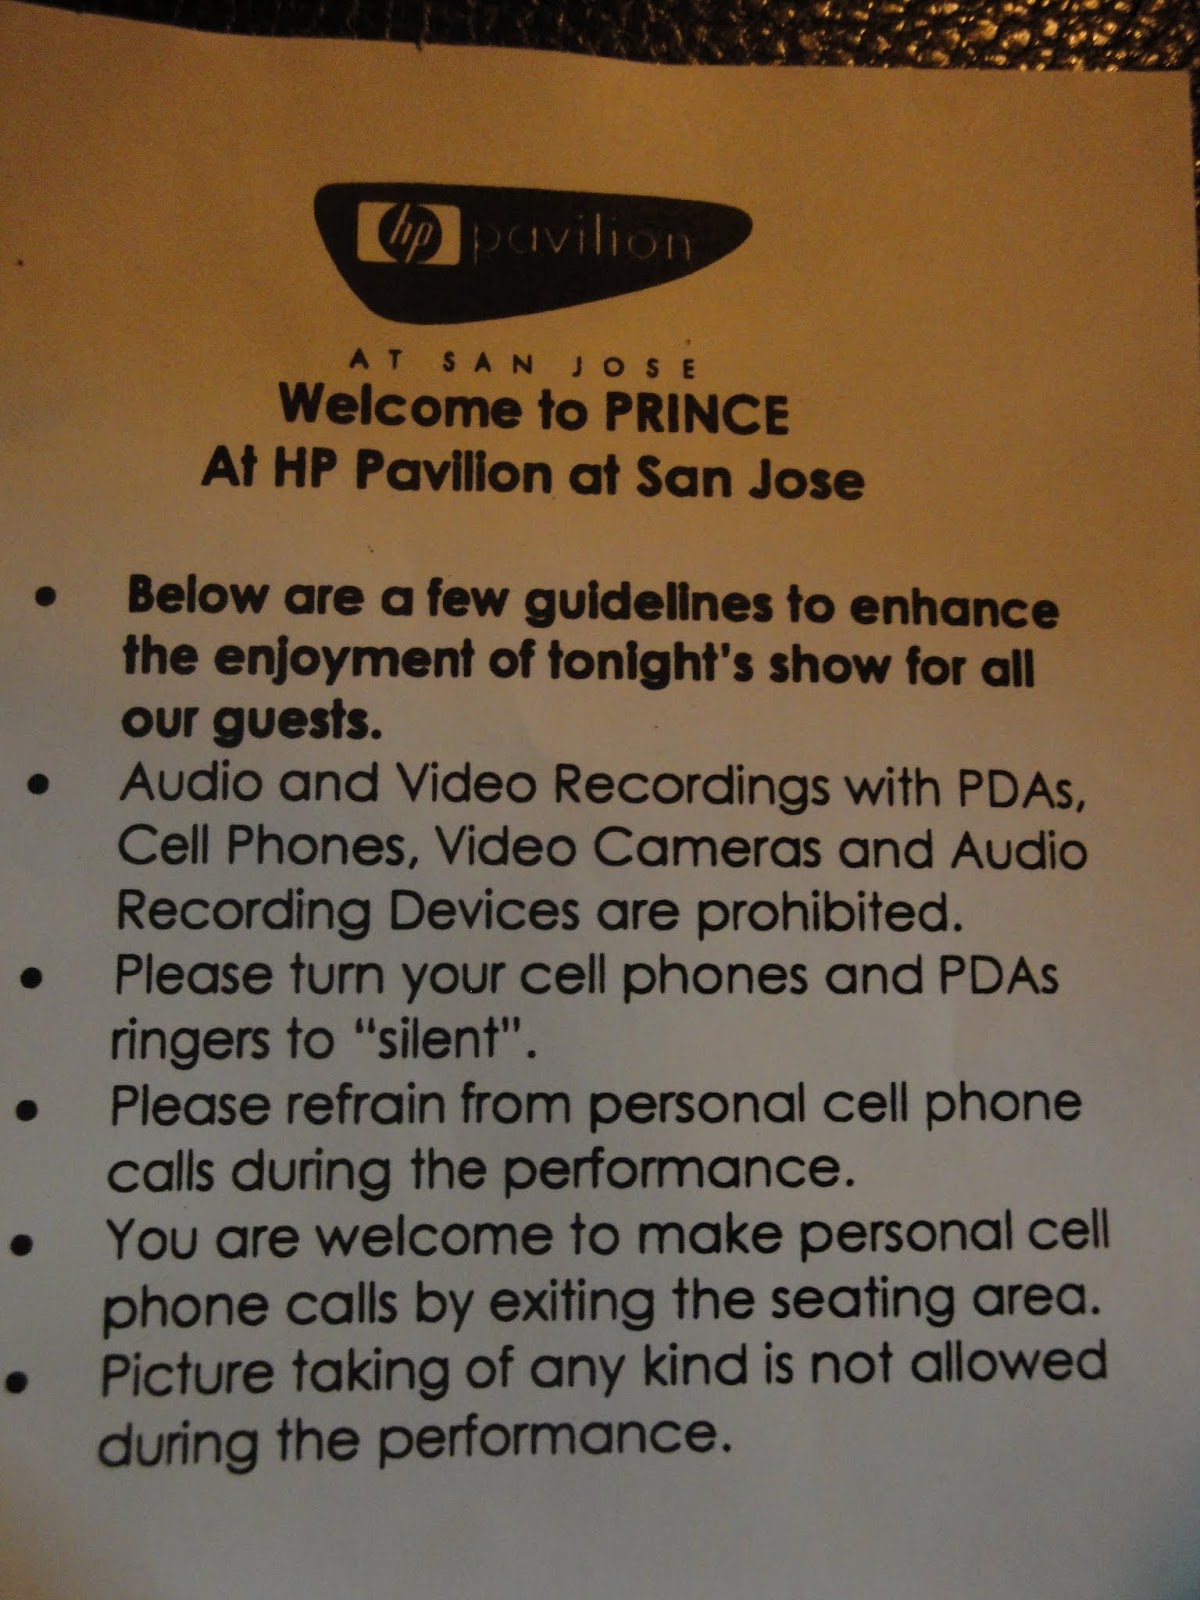 hp pavilion
AT SAN JOSE
Welcome to PRINCE
At HP Pavilion at San Jose
• Below are a few guidelines to enhance
the enjoyment of tonight's show for all
our guests.
• Audio and Video Recordings with PDAs,
Cell Phones, Video Cameras and Audio
Recording Devices are prohibited.
• Please turn your cell phones and PDAs
ringers to “silent”.
• Please refrain from personal cell phone
calls during the performance.
• You are welcome to make personal cell
phone calls by exiting the seating area.
• Picture taking of any kind is not allowed
during the performance.